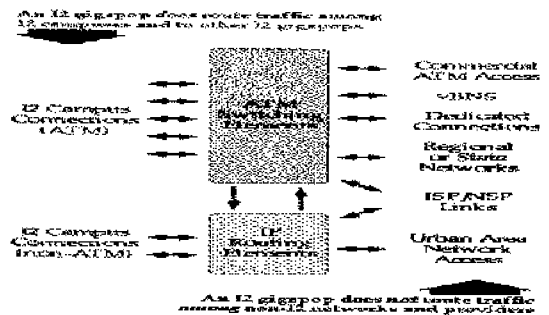 An I2 gigapop does route traffic among
I2 campuses and to other I2 gigapops
I2 Campus
Connections
(ATM)
ATM
Switching
Elements
Commercial
ATM Access
vBNS
Dedicated
Connections
Regional
or State
Networks
ISP/NSP
Links
I2 Campus
Connections
(non-ATM)
IP
Routing
Elements
Urban Area
Network
Access
An I2 gigapop does not route traffic
among non-I2 networks and providers